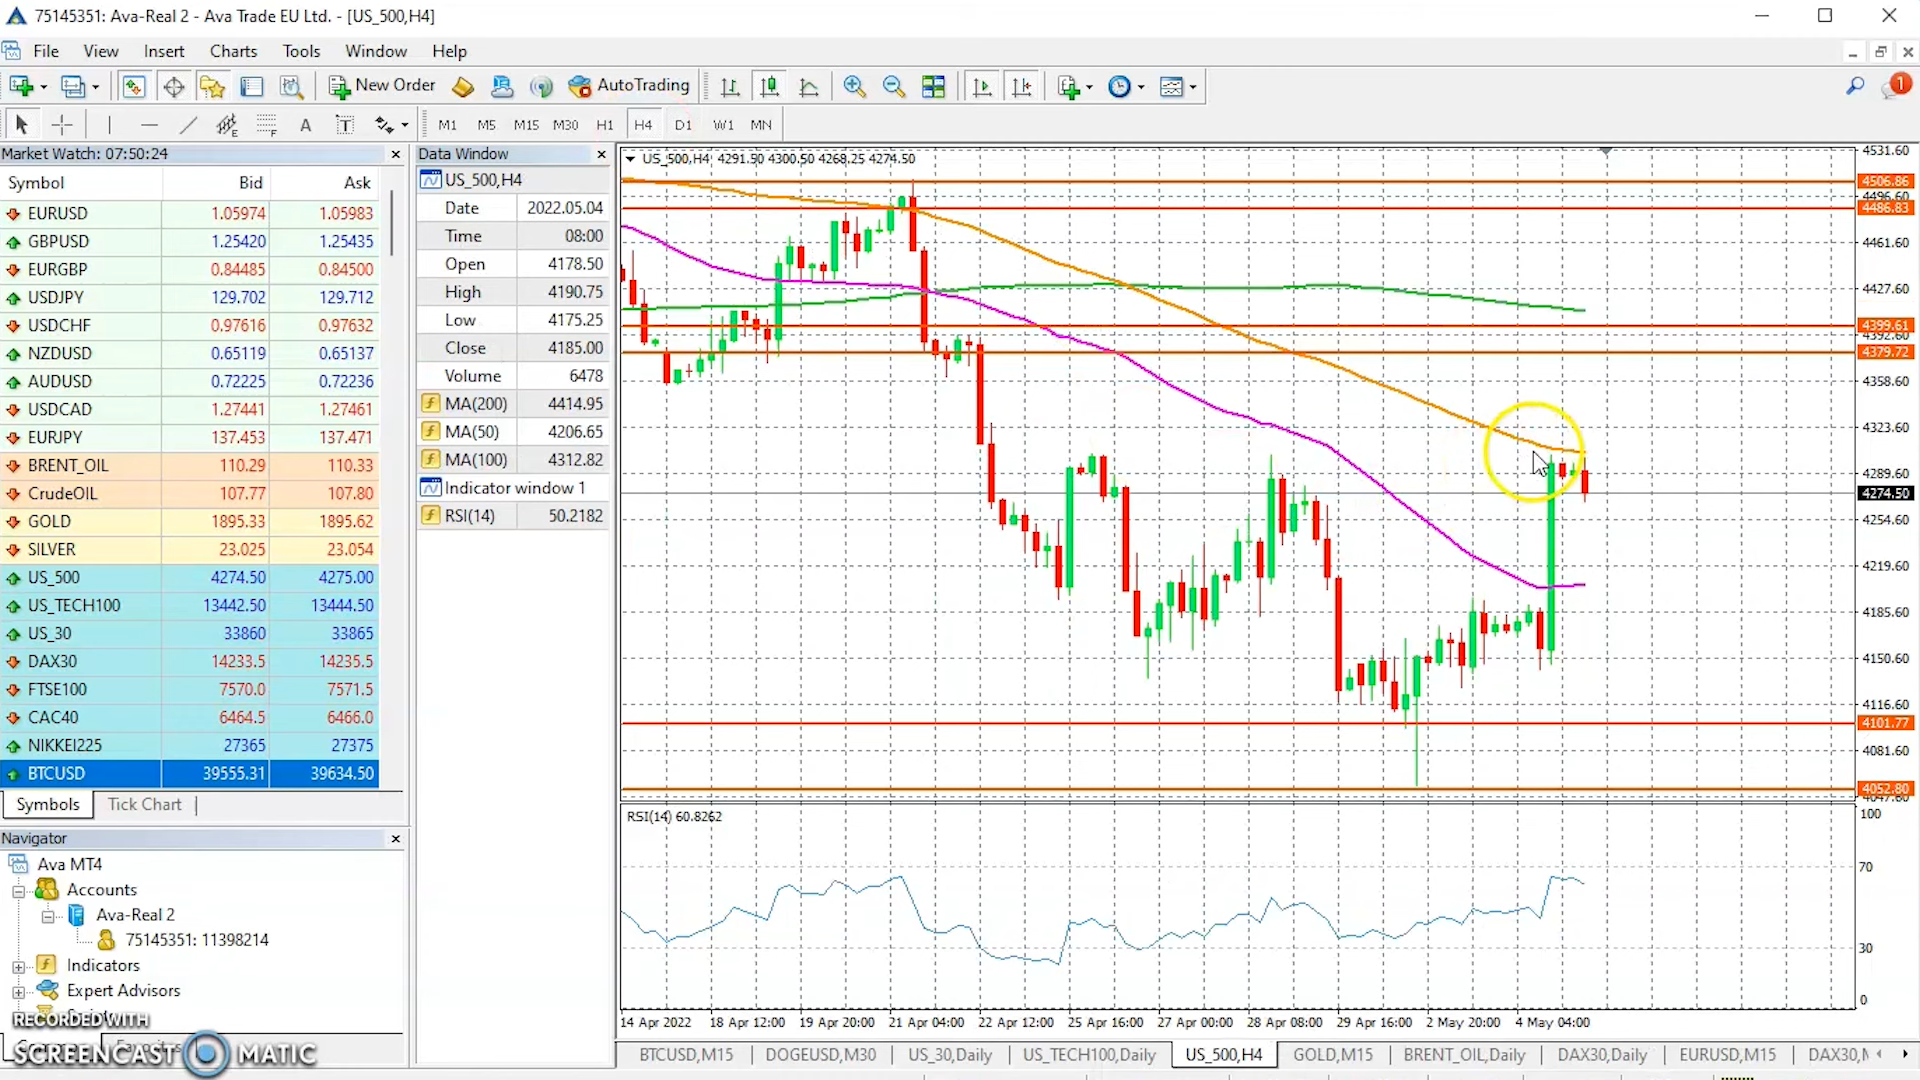 75145351: Ava-Real 2 - Ava Trade EU Ltd. - [US_500,H4]
File View Insert Charts Tools Window Help
New Order AutoTrading 1
A T M1 M5 M15 M30 H1 H4 D1 W1 MN
Market Watch: 07:50:24
Symbol Bid Ask
EURUSD 1.05974 1.05983
GBPUSD 1.25420 1.25435
EURGBP 0.84485 0.84500
USDJPY 129.702 129.712
USDCHF 0.97616 0.97632
NZDUSD 0.65119 0.65137
AUDUSD 0.72225 0.72236
USDCAD 1.27441 1.27461
EURJPY 137.453 137.471
BRENT_OIL 110.29 110.33
CrudeOIL 107.77 107.80
GOLD 1895.33 1895.62
SILVER 23.025 23.054
US_500 4274.50 4275.00
US_TECH100 13442.50 13444.50
US_30 33860 33865
DAX30 14233.5 14235.5
FTSE100 7570.0 7571.5
CAC40 6464.5 6466.0
NIKKEI225 27365 27375
BTCUSD 39555.31 39634.50
Symbols Tick Chart
Navigator
Ava MT4
Accounts
Ava-Real 2
75145351: 11398214
Indicators
Expert Advisors
RECORDED WITH
SCREENCAST MATIC
Data Window
US_500,H4
Date 2022.05.04
Time 08:00
Open 4178.50
High 4190.75
Low 4175.25
Close 4185.00
Volume 6478
MA(200) 4414.95
MA(50) 4206.65
MA(100) 4312.82
Indicator window 1
RSI(14) 50.2182
US_500,H4 4291.50 4300.50 4268.25 4274.50
4531.60
4506.86
4486.83
4461.60
4427.60
4399.61
4392.60
4379.72
4358.60
4323.60
4289.60
4274.50
4254.60
4219.60
4185.60
4150.60
4116.60
4101.77
4081.60
4052.80
RSI(14) 60.8262
100
70
30
0
14 Apr 2022 18 Apr 12:00 19 Apr 20:00 21 Apr 04:00 22 Apr 12:00 25 Apr 16:00 27 Apr 00:00 28 Apr 08:00 29 Apr 16:00 2 May 20:00 4 May 04:00
BTCUSD,M15 DOGEUSD,M30 US_30,Daily US_TECH100,Daily US_500,H4 GOLD,M15 BRENT_OIL,Daily DAX30,Daily EURUSD,M15